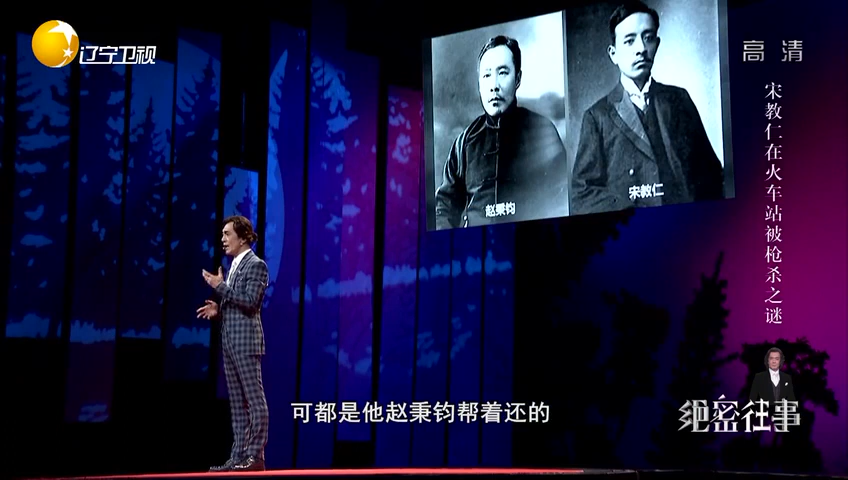 辽宁卫视
高清
宋教仁在火车站被枪杀之谜
赵秉钧
宋教仁
可都是他赵秉钧帮着还的
绝密往事